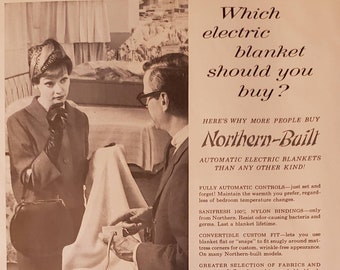 Which
electric
blanket
should you
buy?
HERE'S WHY MORE PEOPLE BUY
Northern-Built
AUTOMATIC ELECTRIC BLANKETS
THAN ANY OTHER KIND!
FULLY AUTOMATIC CONTROLS—just set and
forget! Maintain the warmth you prefer, regard-
less of bedroom temperature changes.
SANIFRESH 100% NYLON BINDINGS—only
from Northern. Resist odor-causing bacteria and
germs. Last a blanket lifetime.
CONVERTIBLE CUSTOM FIT—lets you use
blanket flat or "snaps" to fit snugly around mat-
tress corners for custom, wrinkle-free appearance.
On many Northern-built models.
GREATER SELECTION OF FABRICS AND